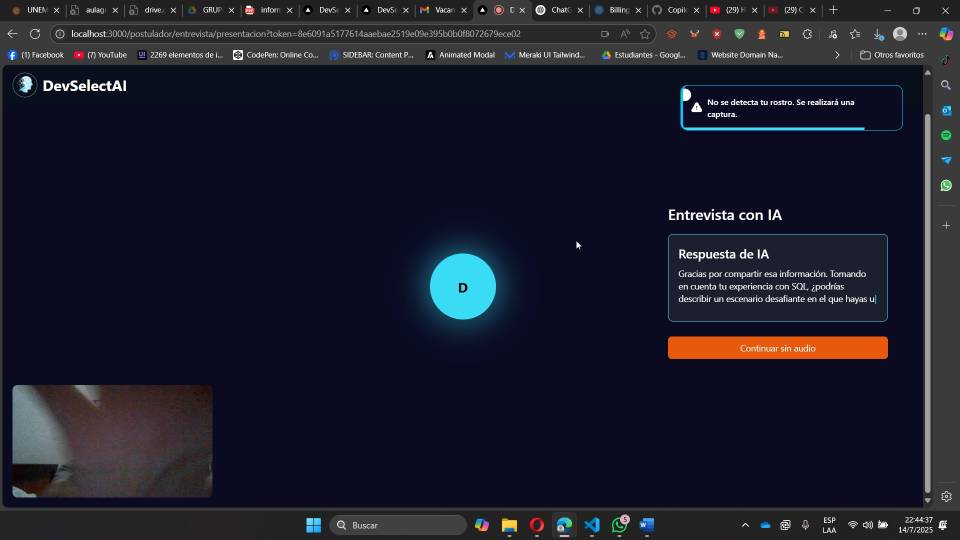 UNEM
aulag
drive.
GRUP
inform
DevSe
DevSe
Vacan
D
ChatG
Billing
Copilo
(29) H
(29) C
localhost:3000/postulador/entrevista/presentacion?token=8e6091a5177614aaebae2519e09e395b0b0f8072679ece02
(1) Facebook
(7) YouTube
2269 elementos de i...
CodePen: Online Co...
SIDEBAR: Content P...
Animated Modal
Meraki UI Tailwind...
Estudiantes - Googl...
Website Domain Na...
Otros favoritos
DevSelectAI
No se detecta tu rostro. Se realizará una
captura.
Entrevista con IA
Respuesta de IA
Gracias por compartir esa información. Tomando
en cuenta tu experiencia con SQL, ¿podrías
describir un escenario desafiante en el que hayas u
D
Continuar sin audio
Buscar
5
ESP
LAA
22:44:37
14/7/2025